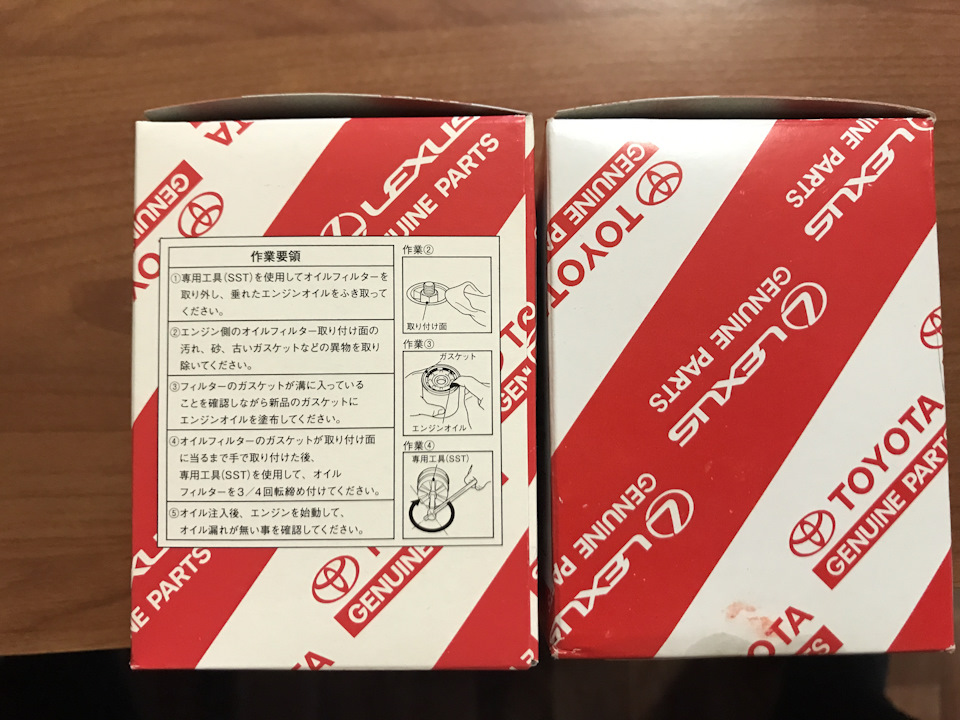 TA
LEXUS
GENUINE PARTS
GENUINE
作業要領
①専用工具(SST)を使用してオイルフィルターを
取り外し、垂れたエンジンオイルをふき取って
ください。
②エンジン側のオイルフィルター取り付け面の
汚れ、砂、古いガスケットなどの異物を取り
除いてください。
③フィルターのガスケットが溝に入っている
ことを確認しながら新品のガスケットに
エンジンオイルを塗布してください。
④オイルフィルターのガスケットが取り付け面
に当るまで手で取り付けた後、
専用工具(SST)を使用して、オイル
フィルターを3/4回転締め付けてください。
⑤オイル注入後、エンジンを始動して、
オイル漏れが無い事を確認してください。
作業②
取り付け面
作業③
ガスケット
エンジンオイル
作業④
専用工具(SST)
GENUINE
TA
NE PARTS
GENUINE P
TOYOTA
LEXUS
GENUINE PARTS
LEXUS
GENUINE PARTS
TOYOTA
GENUINE PARTS
LEXUS
GENUINE PA
TOYOTA